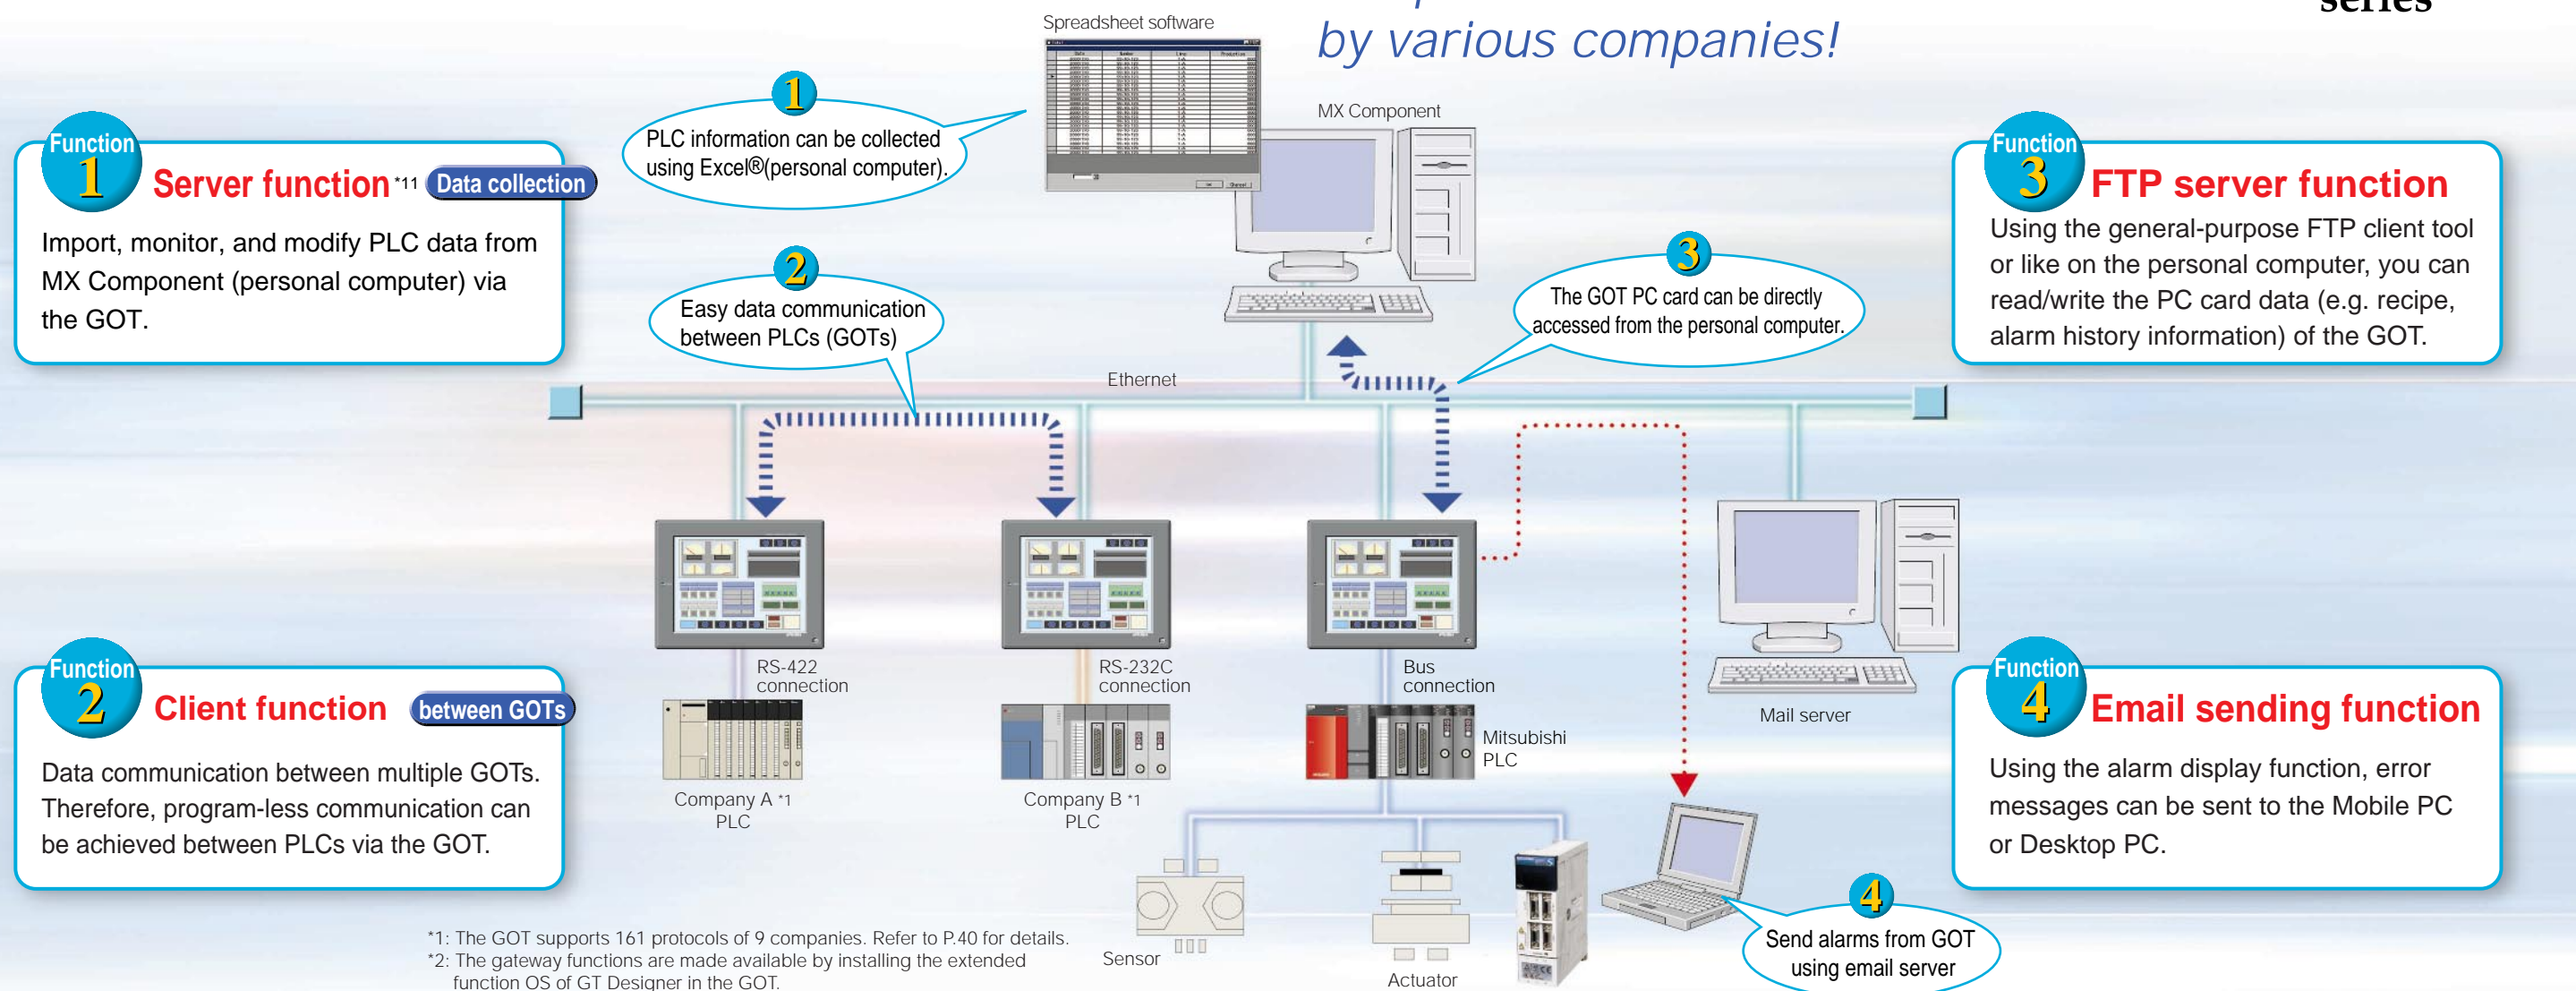 series
by various companies!
Spreadsheet software
MX Component
1
PLC information can be collected
using Excel®(personal computer).
Function
1
Server function *11 Data collection
Import, monitor, and modify PLC data from
MX Component (personal computer) via
the GOT.
2
Easy data communication
between PLCs (GOTs)
3
The GOT PC card can be directly
accessed from the personal computer.
Function
3
FTP server function
Using the general-purpose FTP client tool
or like on the personal computer, you can
read/write the PC card data (e.g. recipe,
alarm history information) of the GOT.
Ethernet
RS-422
connection
RS-232C
connection
Bus
connection
Mitsubishi
PLC
Company A *1
PLC
Company B *1
PLC
Mail server
Function
2
Client function between GOTs
Data communication between multiple GOTs.
Therefore, program-less communication can
be achieved between PLCs via the GOT.
Function
4
Email sending function
Using the alarm display function, error
messages can be sent to the Mobile PC
or Desktop PC.
Sensor
Actuator
4
Send alarms from GOT
using email server
*1: The GOT supports 161 protocols of 9 companies. Refer to P.40 for details.
*2: The gateway functions are made available by installing the extended
function OS of GT Designer in the GOT.